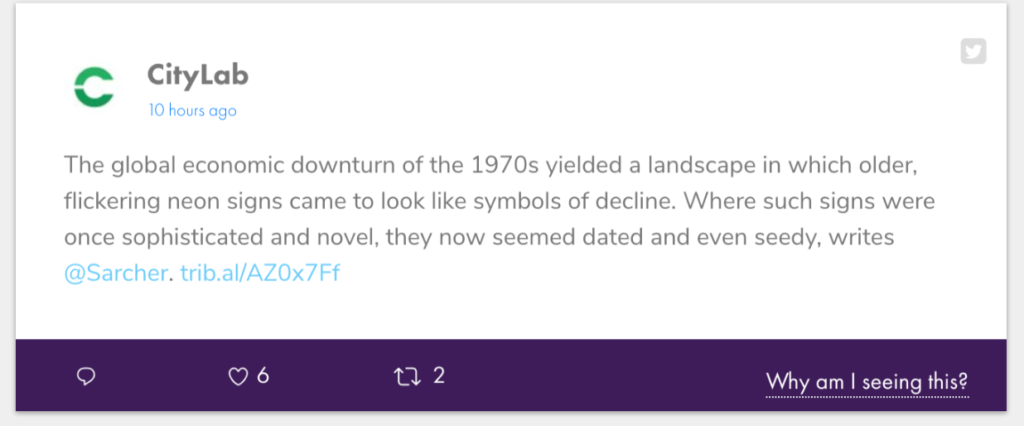 CityLab
10 hours ago
The global economic downturn of the 1970s yielded a landscape in which older,
flickering neon signs came to look like symbols of decline. Where such signs were
once sophisticated and novel, they now seemed dated and even seedy, writes
@Sarcher. trib.al/AZ0x7Ff
6 2 Why am I seeing this?